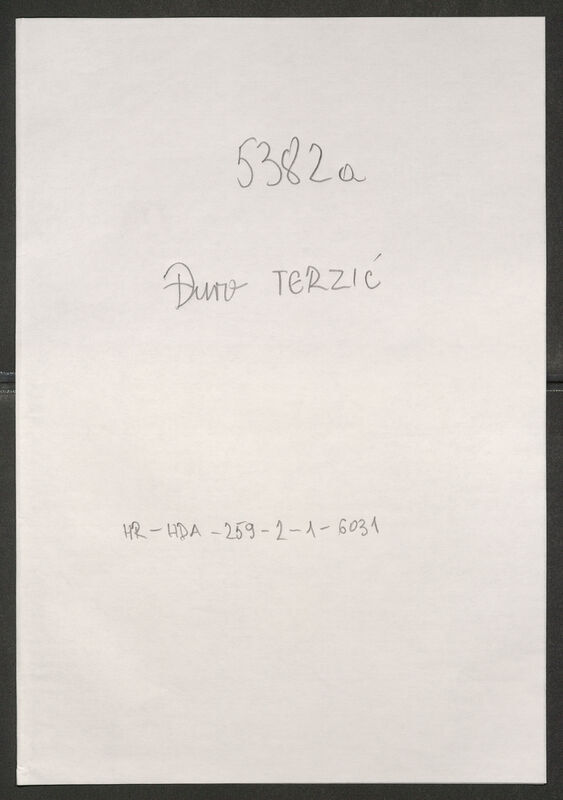 5382a
Đuro TERZIĆ
HR-HDA-259-2-1-6031